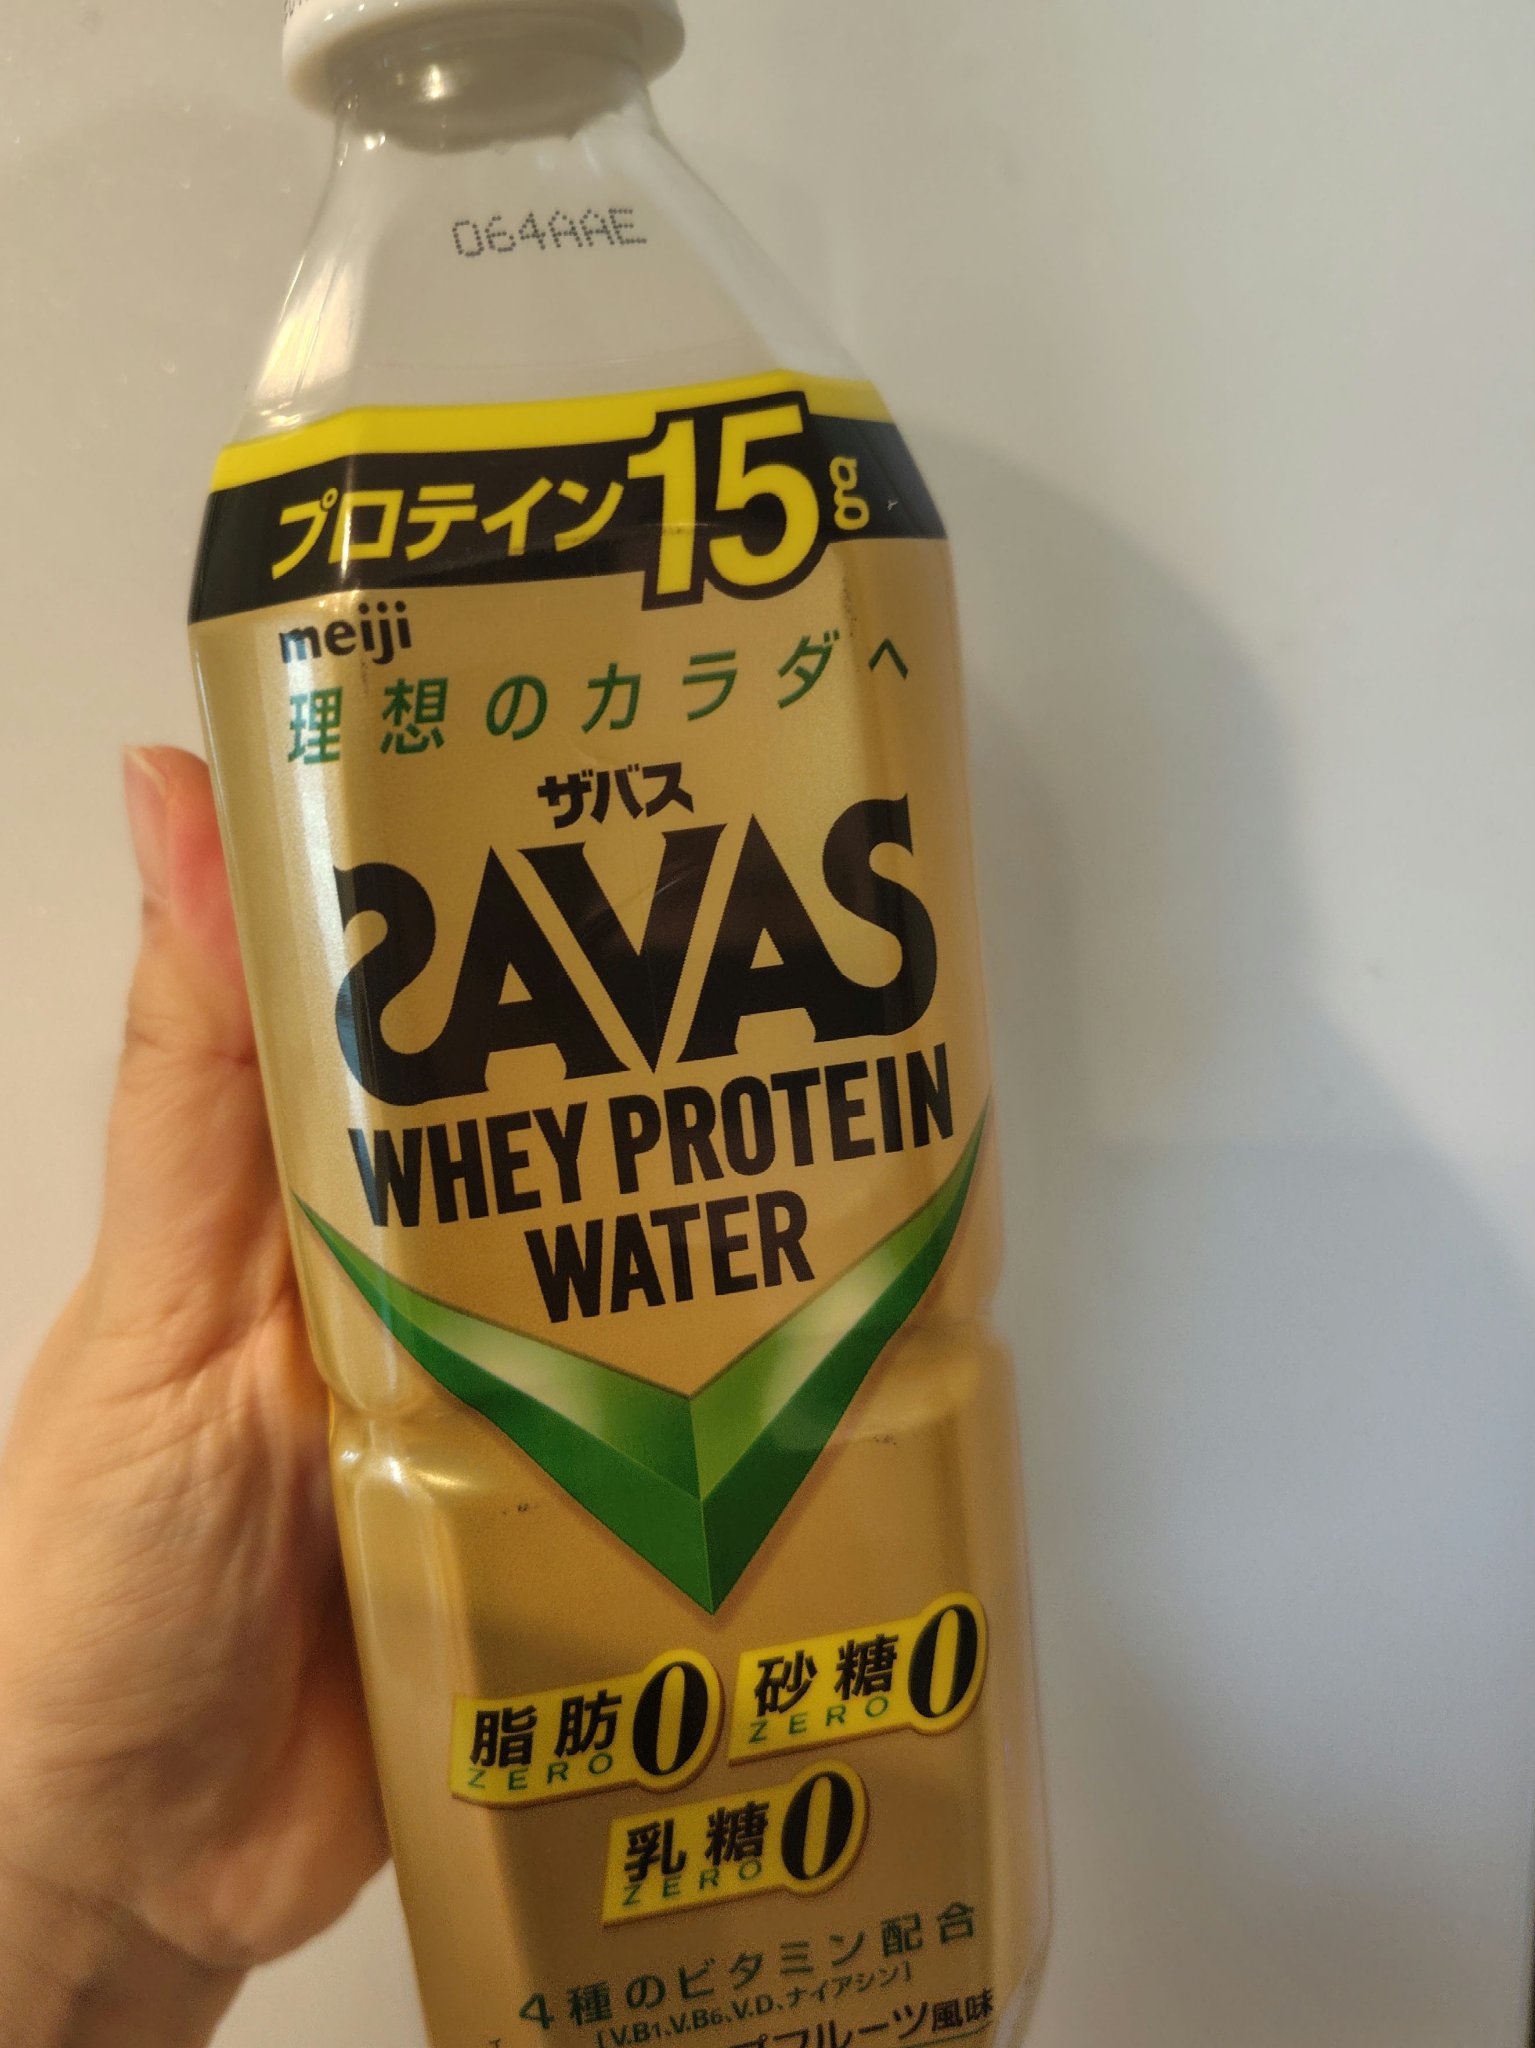 064AAE
プロテイン15g
meiji
理想のカラダへ
ザバス
SAVAS
WHEY PROTEIN
WATER
脂肪0
ZERO
砂糖0
ZERO
乳糖0
ZERO
4種のビタミン配合
(V.B1、V.B6、V.D、ナイアシン)
プフルーツ風味